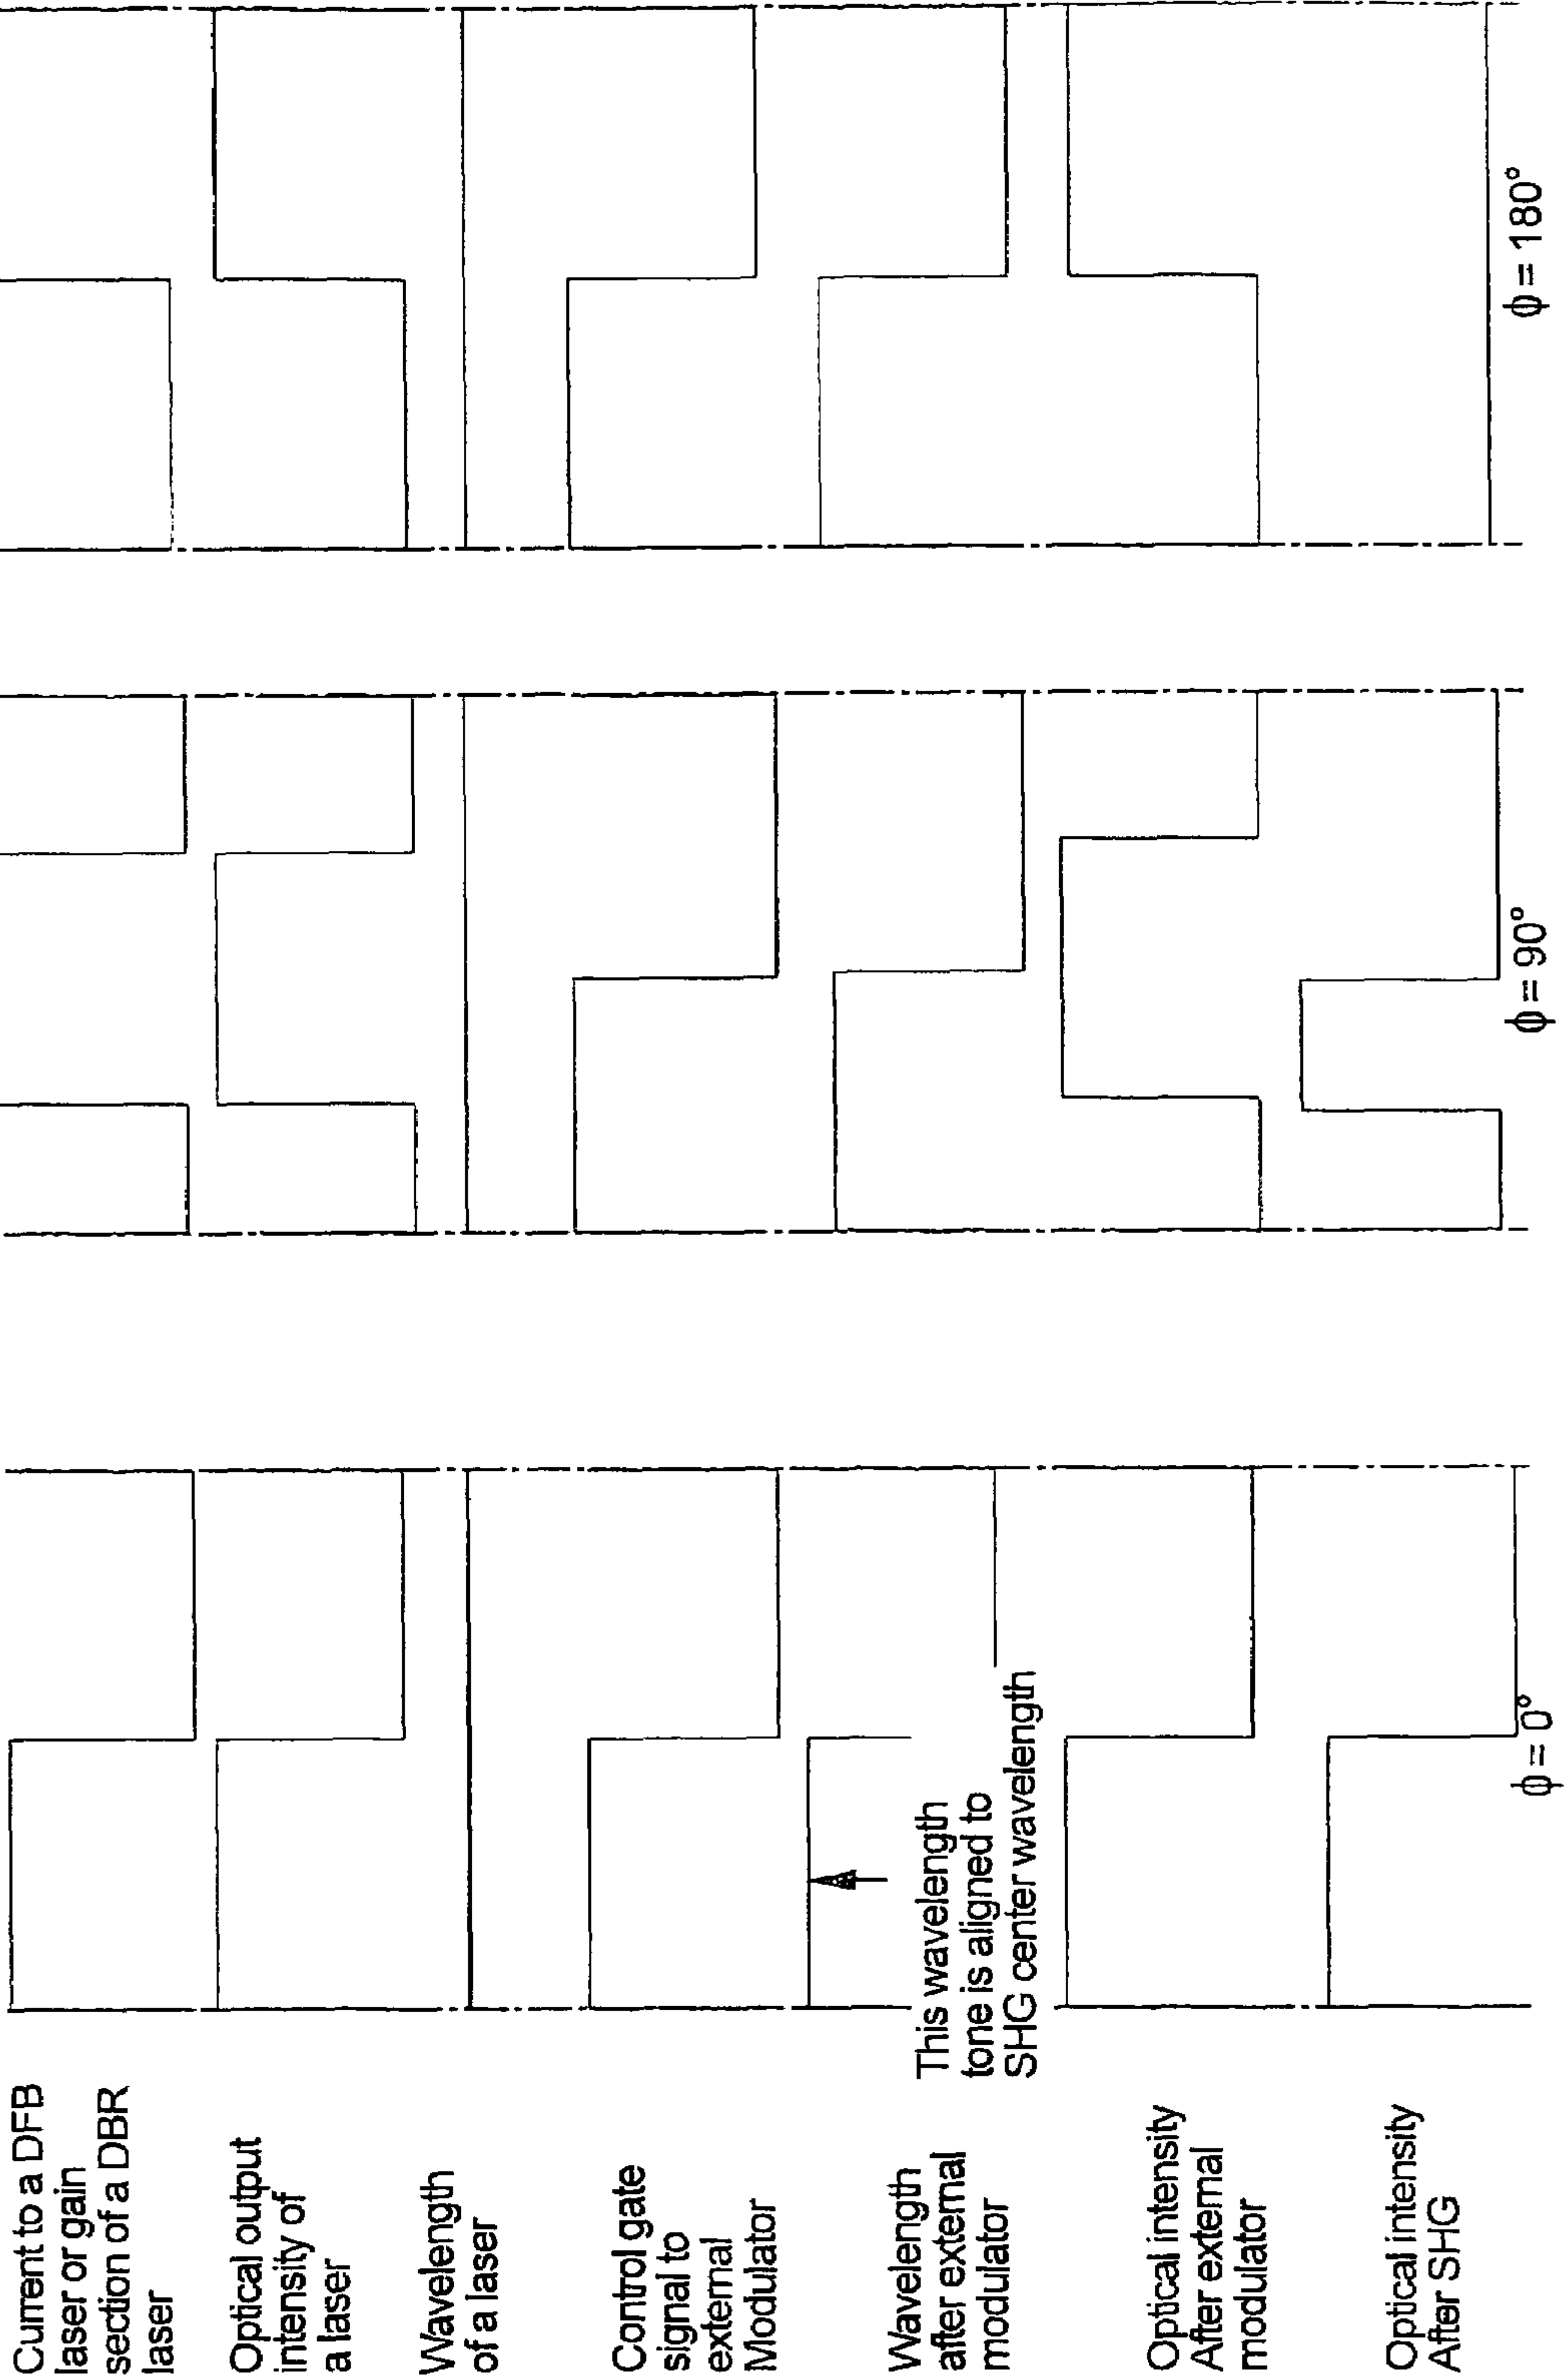 Current to a DFB
laser or gain
section of a DBR
laser
Optical output
intensity of
a laser
Wavelength
of a laser
Control gate
signal to
external
Modulator
Wavelength
after external
modulator
This wavelength
tone is aligned to
SHG center wavelength
Optical intensity
After external
modulator
Optical intensity
After SHG
ϕ = 0°
ϕ = 90°
ϕ = 180°